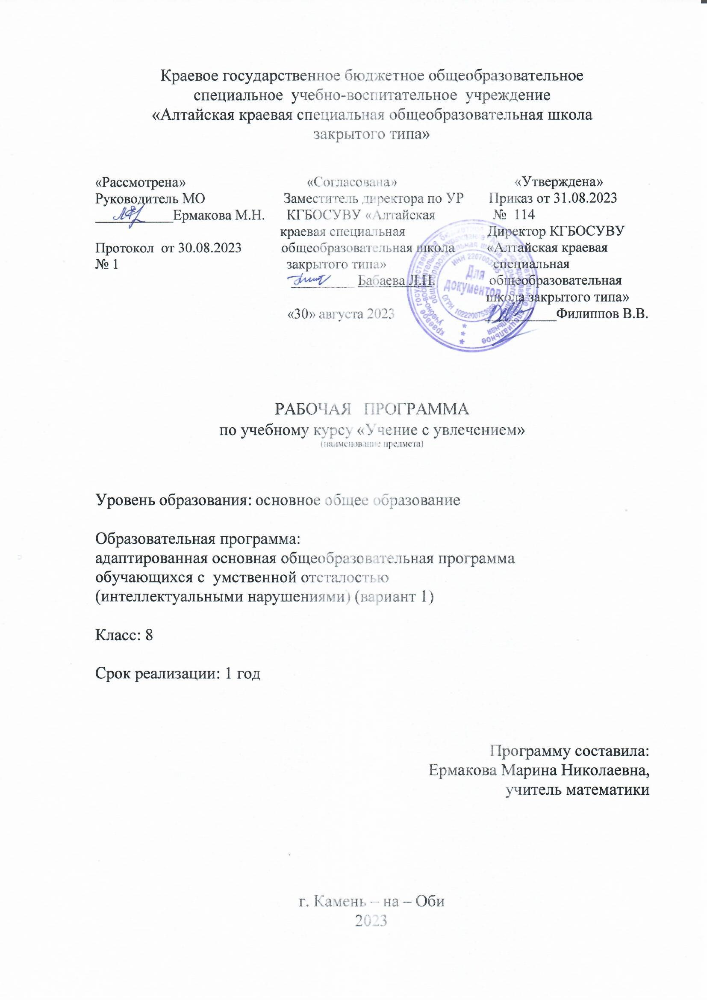 Краевое государственное бюджетное общеобразовательное
специальное учебно-воспитательное учреждение
«Алтайская краевая специальная общеобразовательная школа
закрытого типа»
«Рассмотрена»
Руководитель МО
____________Ермакова М.Н.
Протокол от 30.08.2023
№ 1
«Согласована»
Заместитель директора по УР
КГБОСУВУ «Алтайская
краевая специальная
общеобразовательная школа
закрытого типа»
__________ Бабаева Л.Н.
«30» августа 2023
«Утверждена»
Приказ от 31.08.2023
№ 114
Директор КГБОСУВУ
«Алтайская краевая
специальная
общеобразовательная
школа закрытого типа»
___________Филиппов В.В.
Для
документов
РАБОЧАЯ ПРОГРАММА
по учебному курсу «Учение с увлечением»
(наименование предмета)
Уровень образования: основное общее образование
Образовательная программа:
адаптированная основная общеобразовательная программа
обучающихся с умственной отсталостью
(интеллектуальными нарушениями) (вариант 1)
Класс: 8
Срок реализации: 1 год
Программу составила:
Ермакова Марина Николаевна,
учитель математики
г. Камень – на – Оби
2023